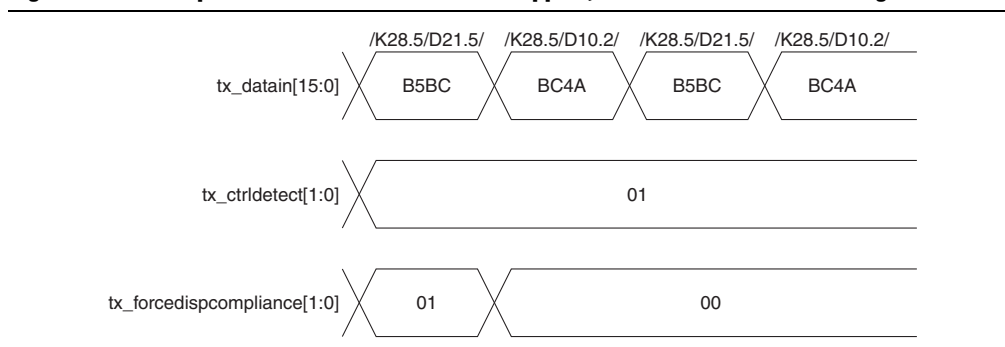 /K28.5/D21.5/ /K28.5/D10.2/ /K28.5/D21.5/ /K28.5/D10.2/
tx_datain[15:0] B5BC BC4A B5BC BC4A
tx_ctrldetect[1:0] 01
tx_forcedispcompliance[1:0] 01 00